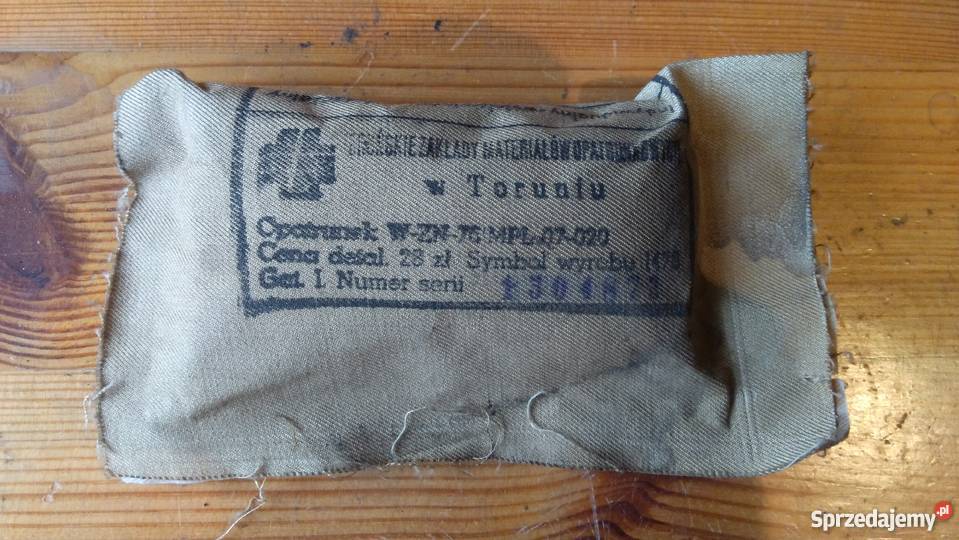 ZAKŁADY MATERIAŁÓW OPATRUNKOWYCH
w Toruniu
Opatrunek W-ZN-75 MPL-07-020
Cena detal. 28 zł Symbol wyrobu
Gat. I Numer serii
Sprzedajemy.pl